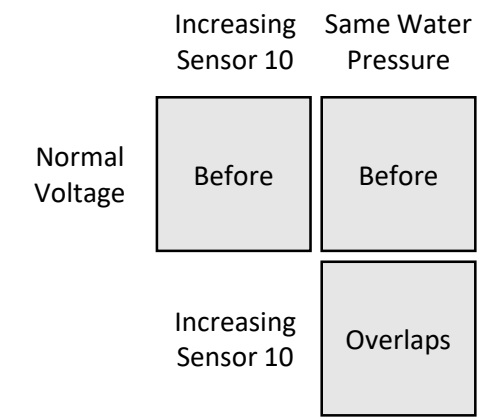 Increasing
Sensor 10
Same Water
Pressure
Normal
Voltage
Before
Before
Increasing
Sensor 10
Overlaps